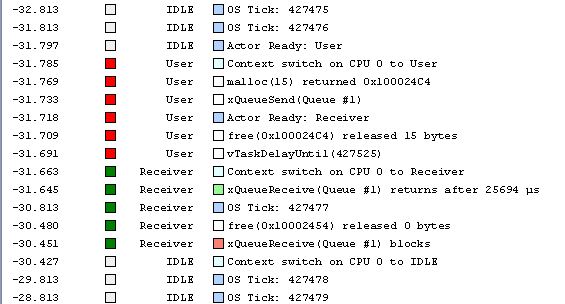 -32.813 IDLE OS Tick: 427475
-31.813 IDLE OS Tick: 427476
-31.797 IDLE Actor Ready: User
-31.785 User Context switch on CPU 0 to User
-31.769 User malloc(15) returned 0x100024C4
-31.733 User xQueueSend(Queue #1)
-31.718 User Actor Ready: Receiver
-31.709 User free(0x100024C4) released 15 bytes
-31.691 User vTaskDelayUntil(427525)
-31.663 Receiver Context switch on CPU 0 to Receiver
-31.645 Receiver xQueueReceive(Queue #1) returns after 25694 µs
-30.813 Receiver OS Tick: 427477
-30.480 Receiver free(0x10002454) released 0 bytes
-30.451 Receiver xQueueReceive(Queue #1) blocks
-30.427 IDLE Context switch on CPU 0 to IDLE
-29.813 IDLE OS Tick: 427478
-28.813 IDLE OS Tick: 427479